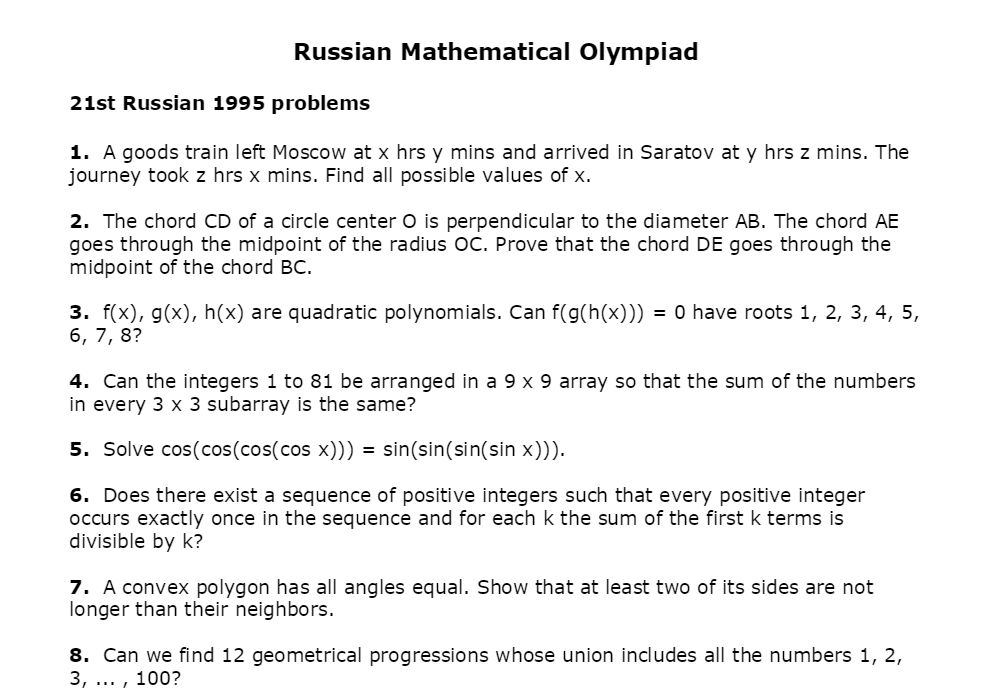 Russian Mathematical Olympiad
21st Russian 1995 problems
1. A goods train left Moscow at x hrs y mins and arrived in Saratov at y hrs z mins. The
journey took z hrs x mins. Find all possible values of x.
2. The chord CD of a circle center O is perpendicular to the diameter AB. The chord AE
goes through the midpoint of the radius OC. Prove that the chord DE goes through the
midpoint of the chord BC.
3. f(x), g(x), h(x) are quadratic polynomials. Can f(g(h(x))) = 0 have roots 1, 2, 3, 4, 5,
6, 7, 8?
4. Can the integers 1 to 81 be arranged in a 9 x 9 array so that the sum of the numbers
in every 3 x 3 subarray is the same?
5. Solve cos(cos(cos(cos x))) = sin(sin(sin(sin x))).
6. Does there exist a sequence of positive integers such that every positive integer
occurs exactly once in the sequence and for each k the sum of the first k terms is
divisible by k?
7. A convex polygon has all angles equal. Show that at least two of its sides are not
longer than their neighbors.
8. Can we find 12 geometrical progressions whose union includes all the numbers 1, 2,
3, ... , 100?